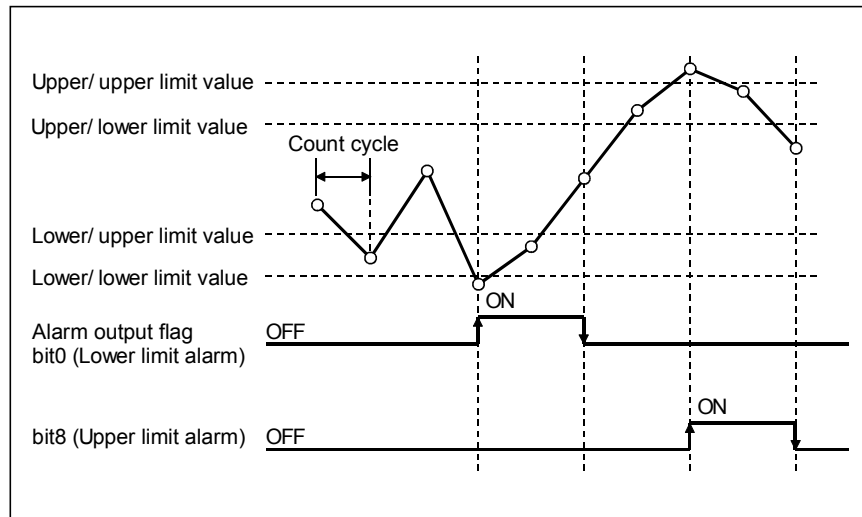 Upper/ upper limit value
Upper/ lower limit value
Count cycle
Lower/ upper limit value
Lower/ lower limit value
ON
Alarm output flag
bit0 (Lower limit alarm)
OFF
ON
bit8 (Upper limit alarm)
OFF